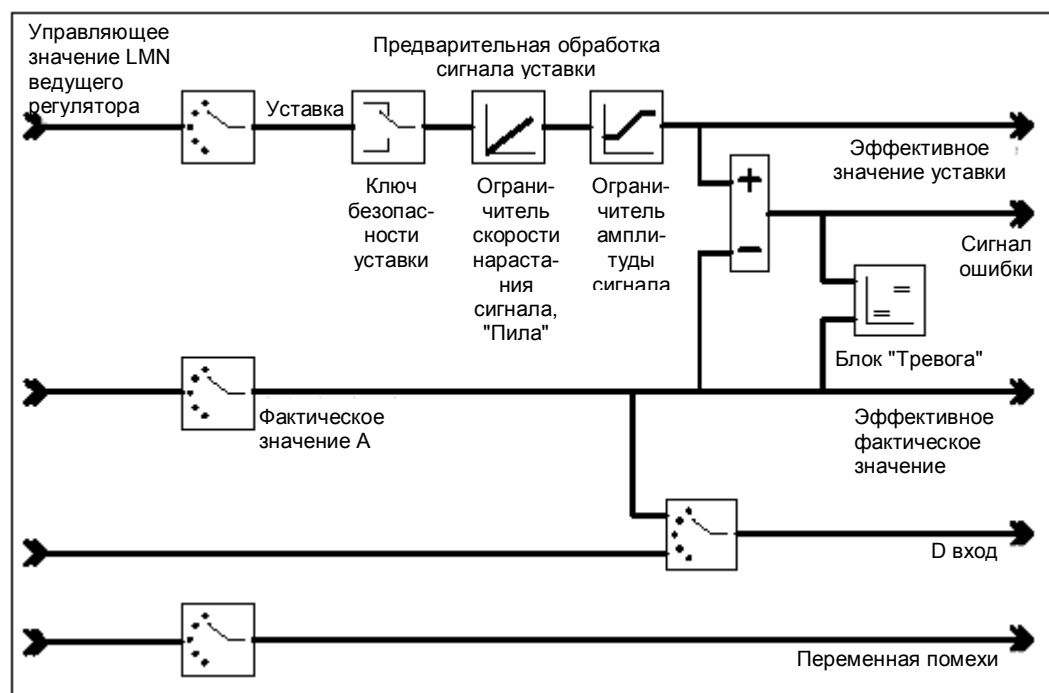 Управляющее
значение LMN
ведущего
регулятора
Предварительная обработка
сигнала уставки
Уставка
Ключ
безопас-
ности
уставки
Ограни-
читель
скорости
нараста-
ния
сигнала,
"Пила"
Ограни-
читель
ампли-
туды
сигнала
+
−
Эффективное
значение уставки
Сигнал
ошибки
Блок "Тревога"
Фактическое
значение А
Эффективное
фактическое
значение
D вход
Переменная помехи